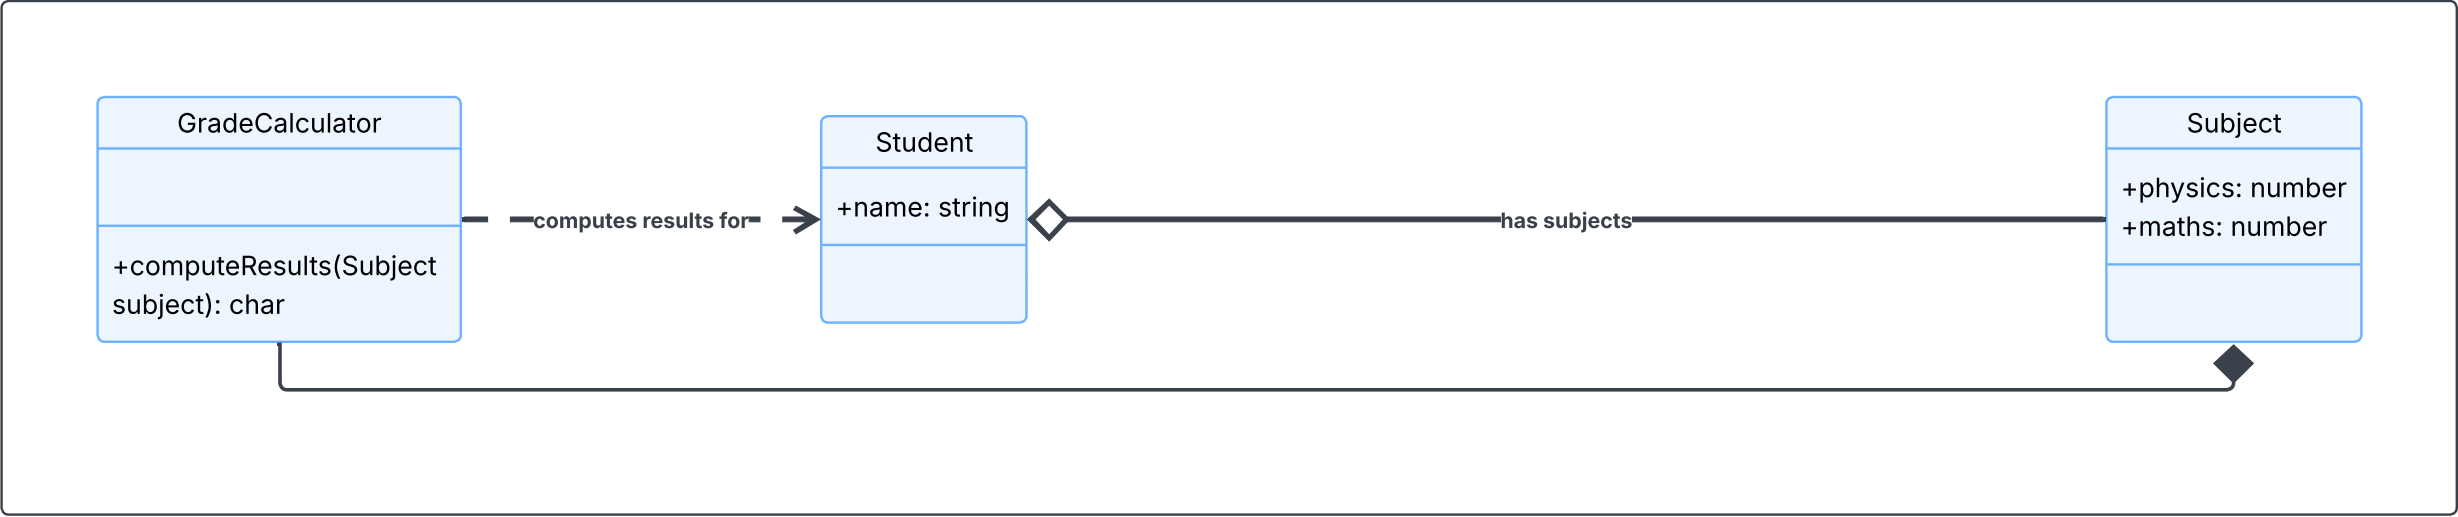 GradeCalculator
+computeResults(Subject
subject): char
computes results for
Student
+name: string
has subjects
Subject
+physics: number
+maths: number